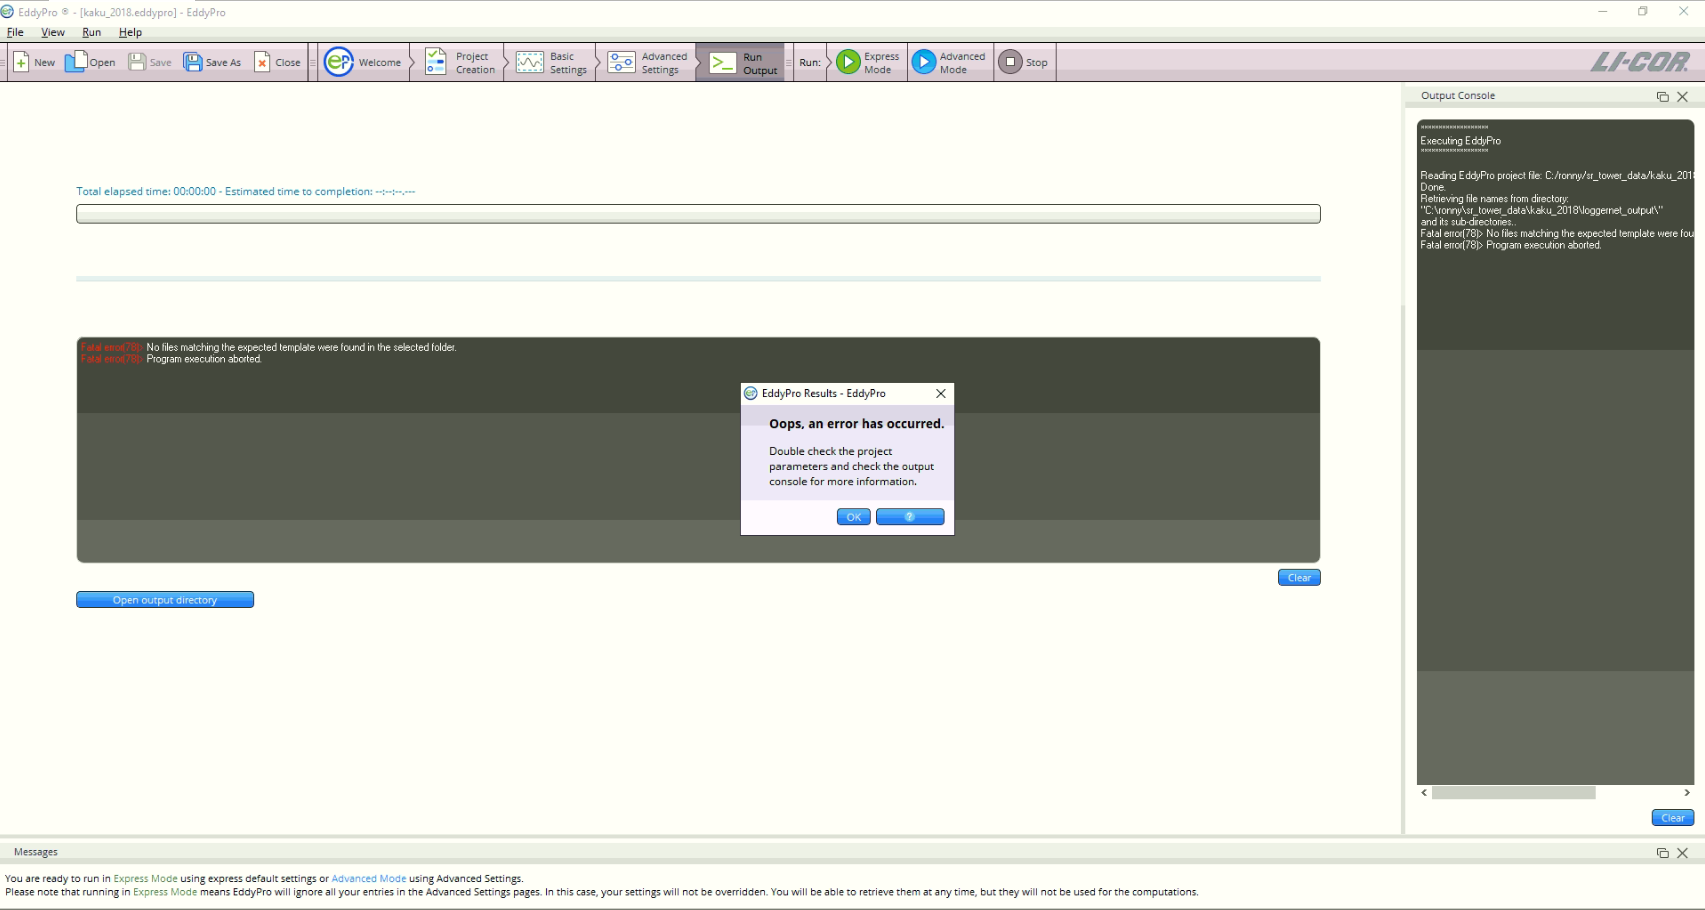 EddyPro ® - [kaku_2018.eddypro] - EddyPro
File View Run Help
New Open Save Save As Close Welcome Project Creation Basic Settings Advanced Settings Run Output Run: Express Mode Advanced Mode Stop LI-COR.
Total elapsed time: 00:00:00 - Estimated time to completion: --:--:--.---
Fatal error(78)> No files matching the expected template were found in the selected folder.
Fatal error(78)> Program execution aborted.
EddyPro Results - EddyPro
Oops, an error has occurred.
Double check the project
parameters and check the output
console for more information.
OK ?
Clear
Open output directory
Output Console
Executing EddyPro
Reading EddyPro project file: C:/ronny/sr_tower_data/kaku_201
Done.
Retrieving file names from directory:
"C:\ronny\sr_tower_data\kaku_2018\loggernet_output\"
and its sub-directories..
Fatal error(78)> No files matching the expected template were fou
Fatal error(78)> Program execution aborted.
Clear
Messages
You are ready to run in Express Mode using express default settings or Advanced Mode using Advanced Settings.
Please note that running in Express Mode means EddyPro will ignore all your entries in the Advanced Settings pages. In this case, your settings will not be overridden. You will be able to retrieve them at any time, but they will not be used for the computations.